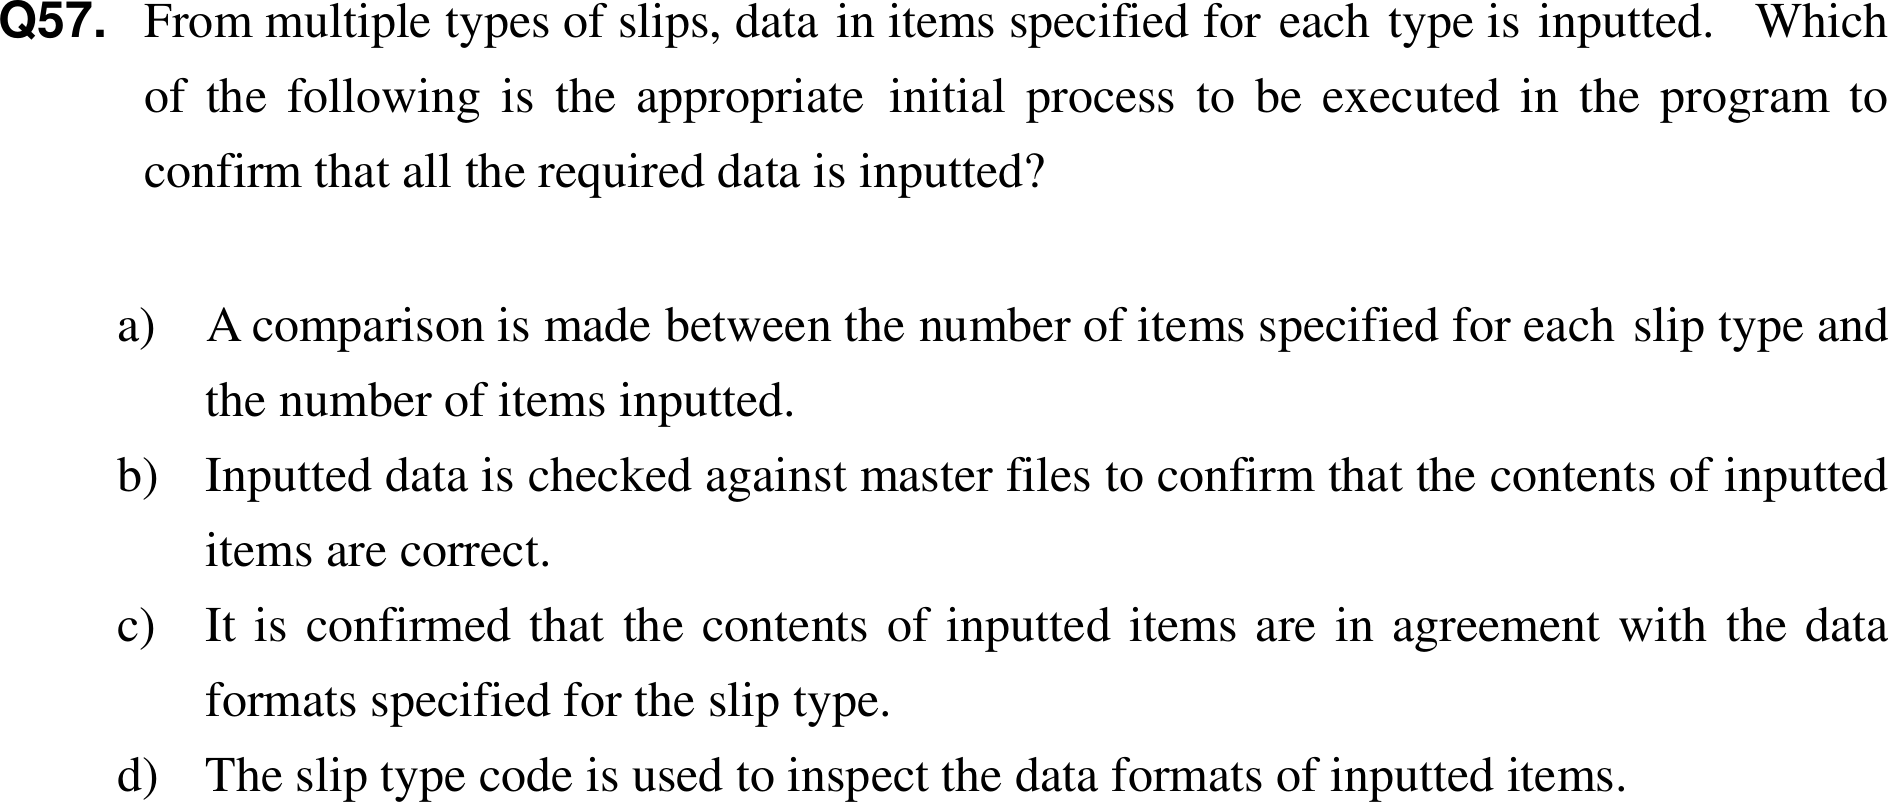 Q57. From multiple types of slips, data in items specified for each type is inputted. Which
of the following is the appropriate initial process to be executed in the program to
confirm that all the required data is inputted?
a) A comparison is made between the number of items specified for each slip type and
the number of items inputted.
b) Inputted data is checked against master files to confirm that the contents of inputted
items are correct.
c) It is confirmed that the contents of inputted items are in agreement with the data
formats specified for the slip type.
d) The slip type code is used to inspect the data formats of inputted items.